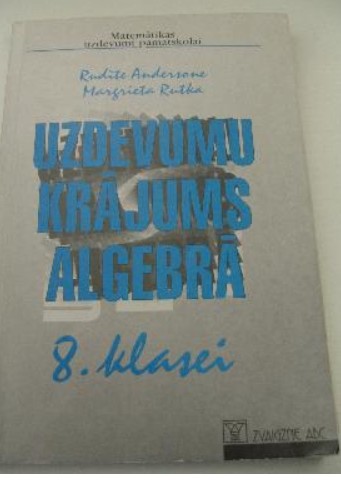 Matemātikas
uzdevumi pamatskolai
Rudīte Andersone
Margrieta Rutka
UZDEVUMU
KRĀJUMS
ALGEBRĀ
8. klasei
ZVAIGZNE ABC